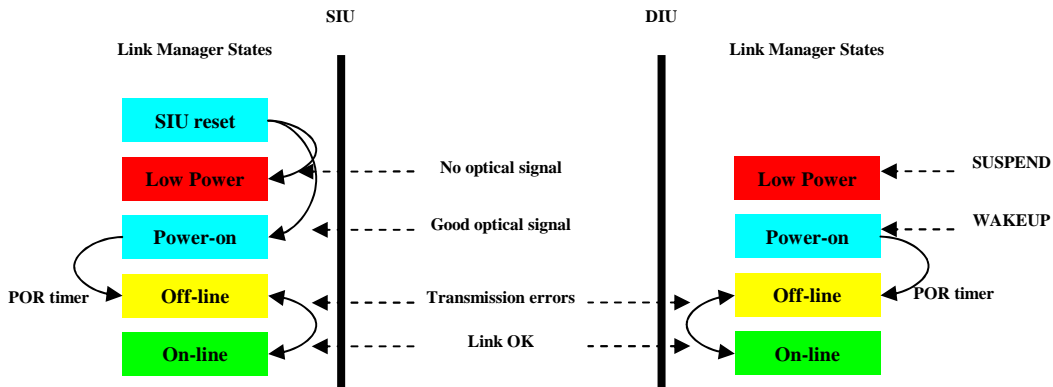 SIU
DIU
Link Manager States
Link Manager States
SIU reset
No optical signal
SUSPEND
Low Power
Low Power
Good optical signal
WAKEUP
Power-on
Power-on
POR timer
Off-line
Transmission errors
Off-line
POR timer
Link OK
On-line
On-line